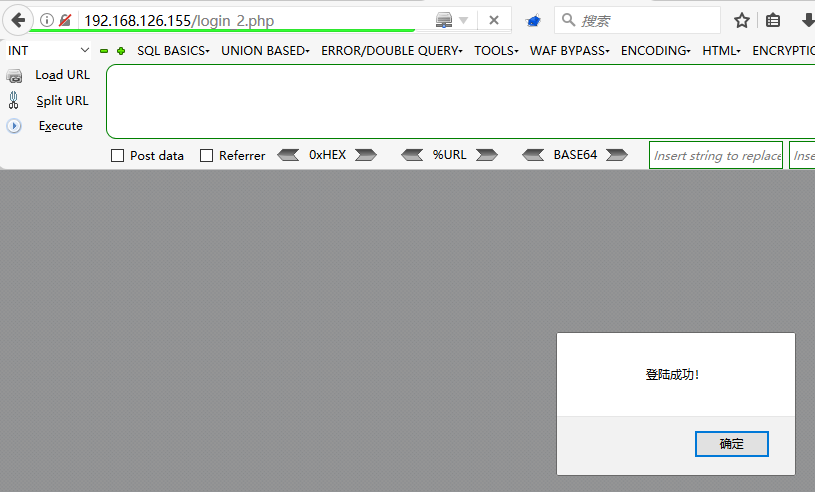 192.168.126.155/login_2.php
搜索
INT
SQL BASICS
UNION BASED
ERROR/DOUBLE QUERY
TOOLS
WAF BYPASS
ENCODING
HTML
ENCRYPTIC
Load URL
Split URL
Execute
Post data
Referrer
0xHEX
%URL
BASE64
Insert string to replace
Inse
登陆成功!
确定